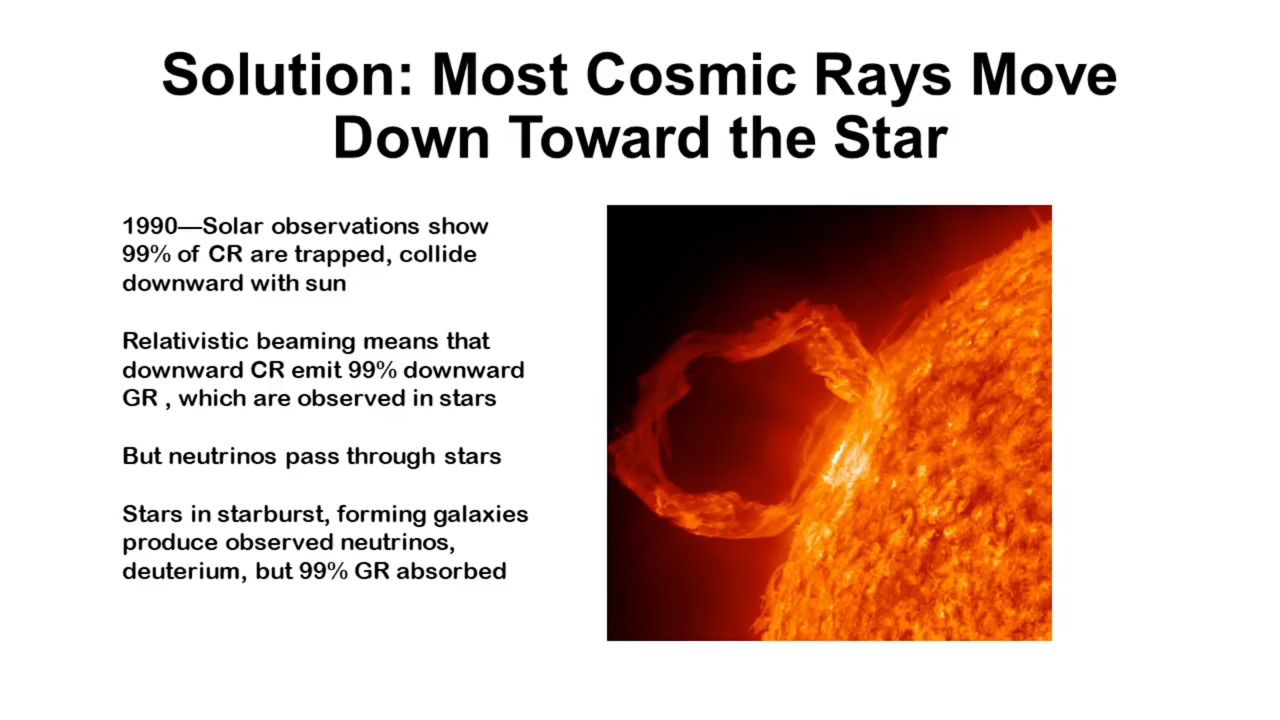 Solution: Most Cosmic Rays Move
Down Toward the Star
1990—Solar observations show
99% of CR are trapped, collide
downward with sun
Relativistic beaming means that
downward CR emit 99% downward
GR , which are observed in stars
But neutrinos pass through stars
Stars in starburst, forming galaxies
produce observed neutrinos,
deuterium, but 99% GR absorbed